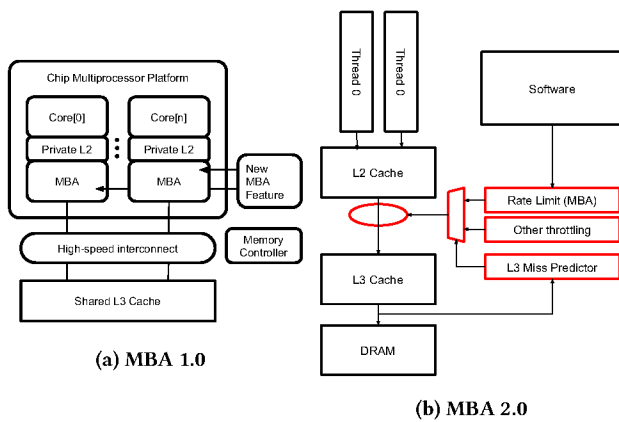 Chip Multiprocessor Platform
Core[0]
Core[n]
Private L2
Private L2
MBA
MBA
New
MBA
Feature
High-speed interconnect
Memory
Controller
Shared L3 Cache
(a) MBA 1.0
Thread 0
Thread 0
Software
L2 Cache
Rate Limit (MBA)
Other throttling
L3 Miss Predictor
L3 Cache
DRAM
(b) MBA 2.0